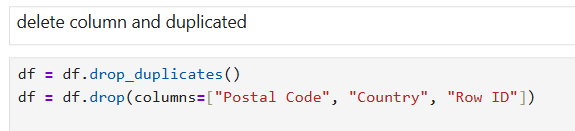 delete column and duplicated
df = df.drop_duplicates()
df = df.drop(columns=["Postal Code", "Country", "Row ID"])